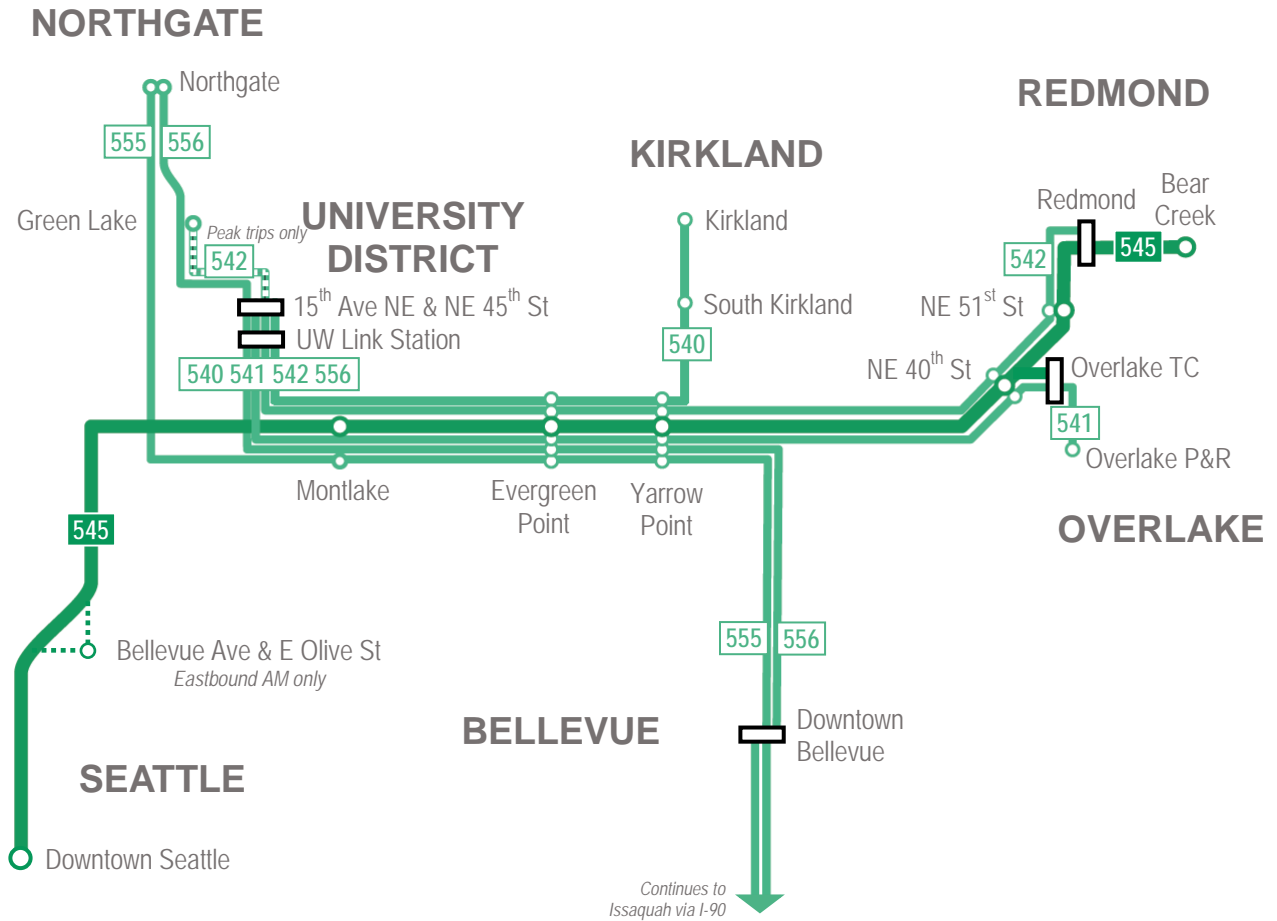 NORTHGATE
Northgate
555 556
Green Lake
Peak trips only
542
UNIVERSITY
DISTRICT
15th Ave NE & NE 45th St
UW Link Station
540 541 542 556
KIRKLAND
Kirkland
South Kirkland
540
REDMOND
Redmond
Bear
Creek
545
542
NE 51st St
NE 40th St
Overlake TC
541
Overlake P&R
OVERLAKE
Montlake
Evergreen
Point
Yarrow
Point
545
Bellevue Ave & E Olive St
Eastbound AM only
555 556
BELLEVUE
Downtown
Bellevue
SEATTLE
Downtown Seattle
Continues to
Issaquah via I-90